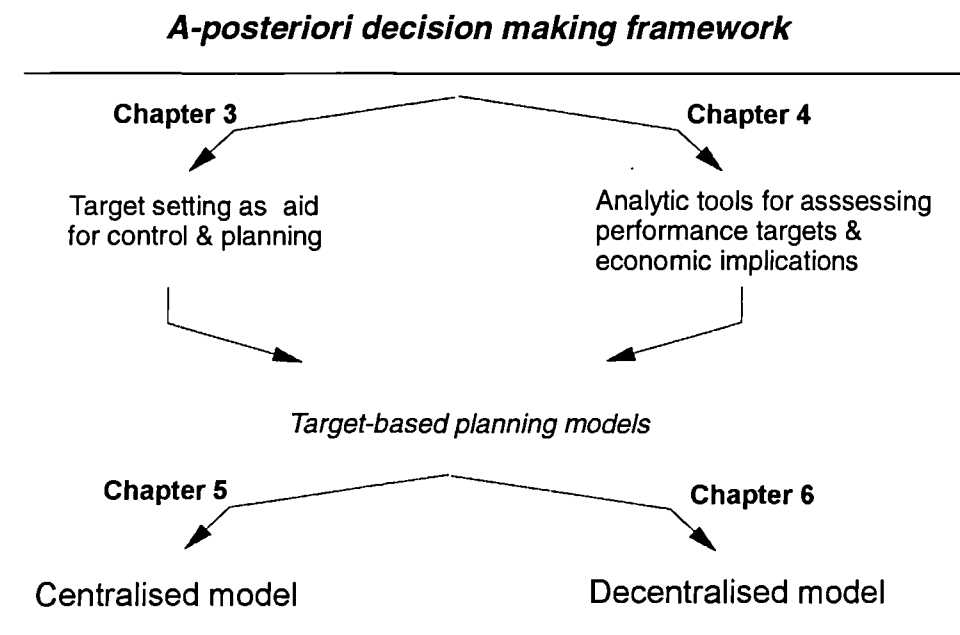 A-posteriori decision making framework
Chapter 3
Chapter 4
Target setting as aid
for control & planning
Analytic tools for asssessing
performance targets &
economic implications
Target-based planning models
Chapter 5
Chapter 6
Centralised model
Decentralised model